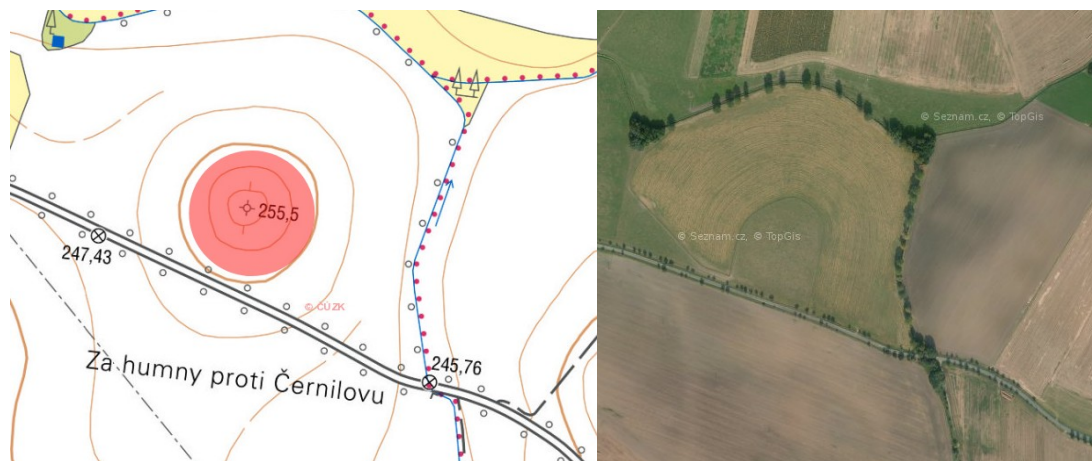 255,5
247,43
© ČÚZK
Za humny proti Černilovu
245,76
© Seznam.cz, © TopGis
© Seznam.cz, © TopGis